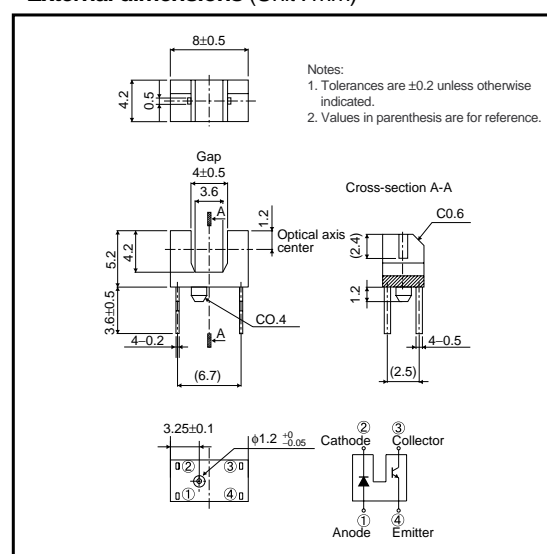 External dimensions (Unit : mm)
8±0.5
4.2
0.5
Notes:
1. Tolerances are ±0.2 unless otherwise
indicated.
2. Values in parenthesis are for reference.
Gap
4±0.5
3.6
A
1.2
Optical axis
center
5.2
4.2
3.6±0.5
CO.4
A
4–0.2
(6.7)
Cross-section A-A
C0.6
(2.4)
1.2
4–0.5
(2.5)
3.25±0.1
ϕ1.2 +0 −0.05
② ③
① ④
② ③
Cathode Collector
① ④
Anode Emitter